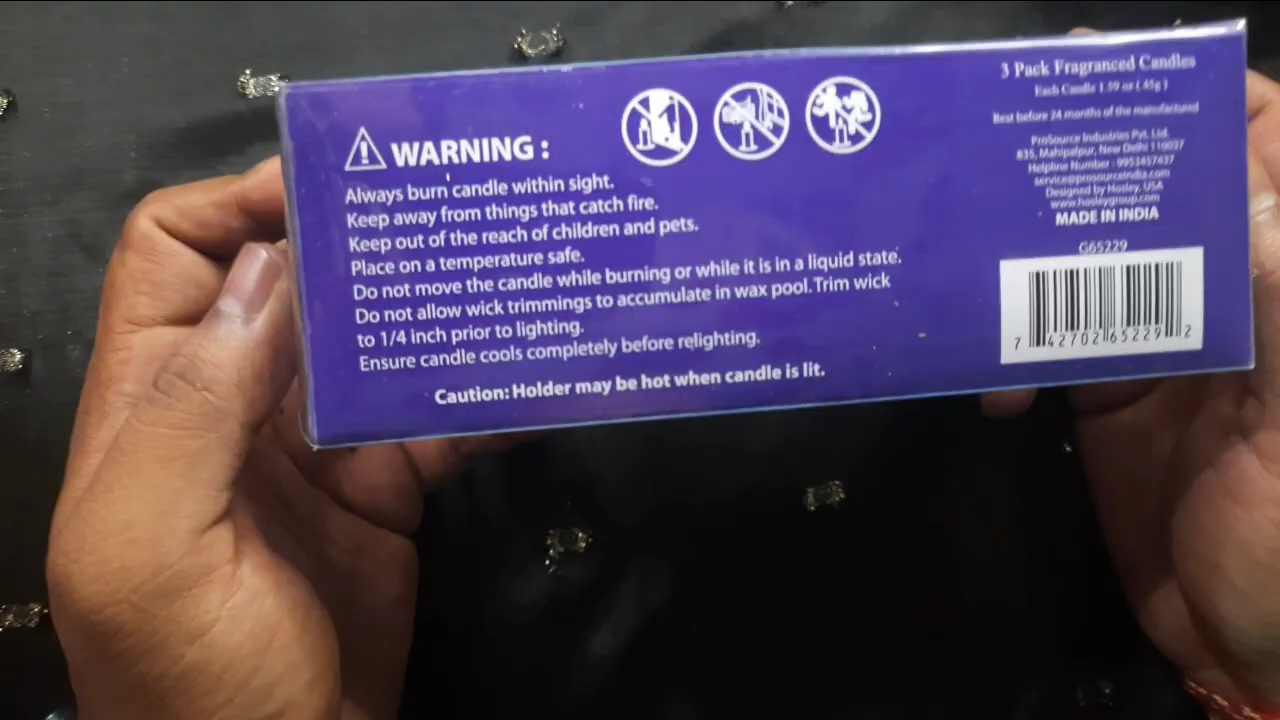 WARNING :
Always burn candle within sight.
Keep away from things that catch fire.
Keep out of the reach of children and pets.
Place on a temperature safe.
Do not move the candle while burning or while it is in a liquid state.
Do not allow wick trimmings to accumulate in wax pool. Trim wick
to 1/4 inch prior to lighting.
Ensure candle cools completely before relighting.
Caution: Holder may be hot when candle is lit.
3 Pack Fragranced Candles
Each Candle 1.59 oz ( 45g )
Best before 24 months of the manufactured
ProSource Industries Pvt. Ltd.
835, Mahipalpur, New Delhi 110037
Helpline Number : 9953457437
service@prosourceindia.com
Designed by Hosley, USA
www.hosleygroup.com
MADE IN INDIA
G65229
7 42702 65229 2